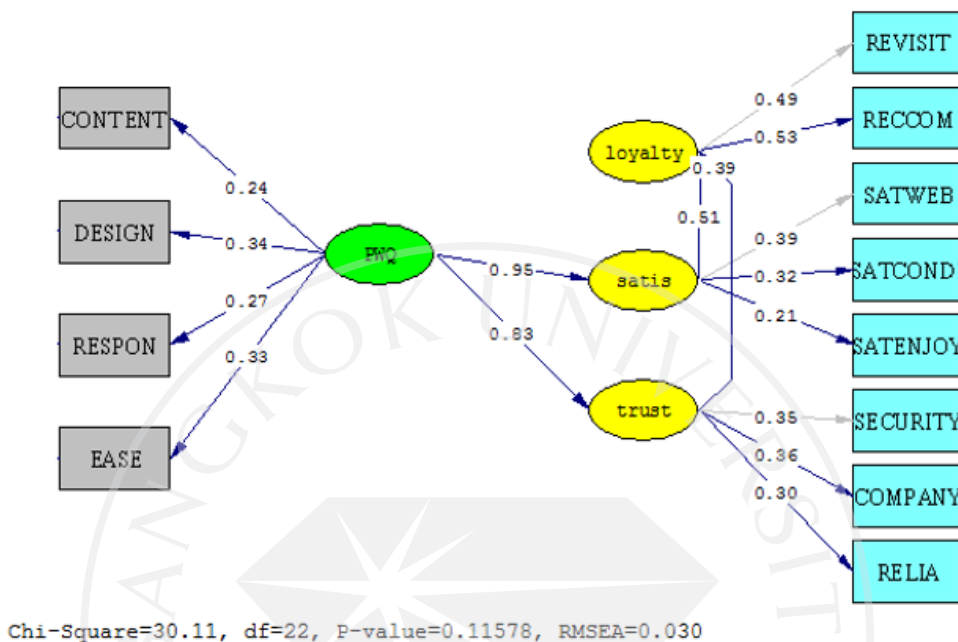 CONTENT
DESIGN
RESPON
EASE
0.24
0.34
0.27
0.33
PWQ
0.95
0.83
loyalty
satis
trust
0.49
0.53
0.39
0.51
0.39
0.32
0.21
0.35
0.36
0.30
REVISIT
RECCOM
SATWEB
SATCOND
SATENJOY
SECURITY
COMPANY
RELIA
ANGKOK UNIVERSIT
Chi-Square=30.11, df=22, P-value=0.11578, RMSEA=0.030